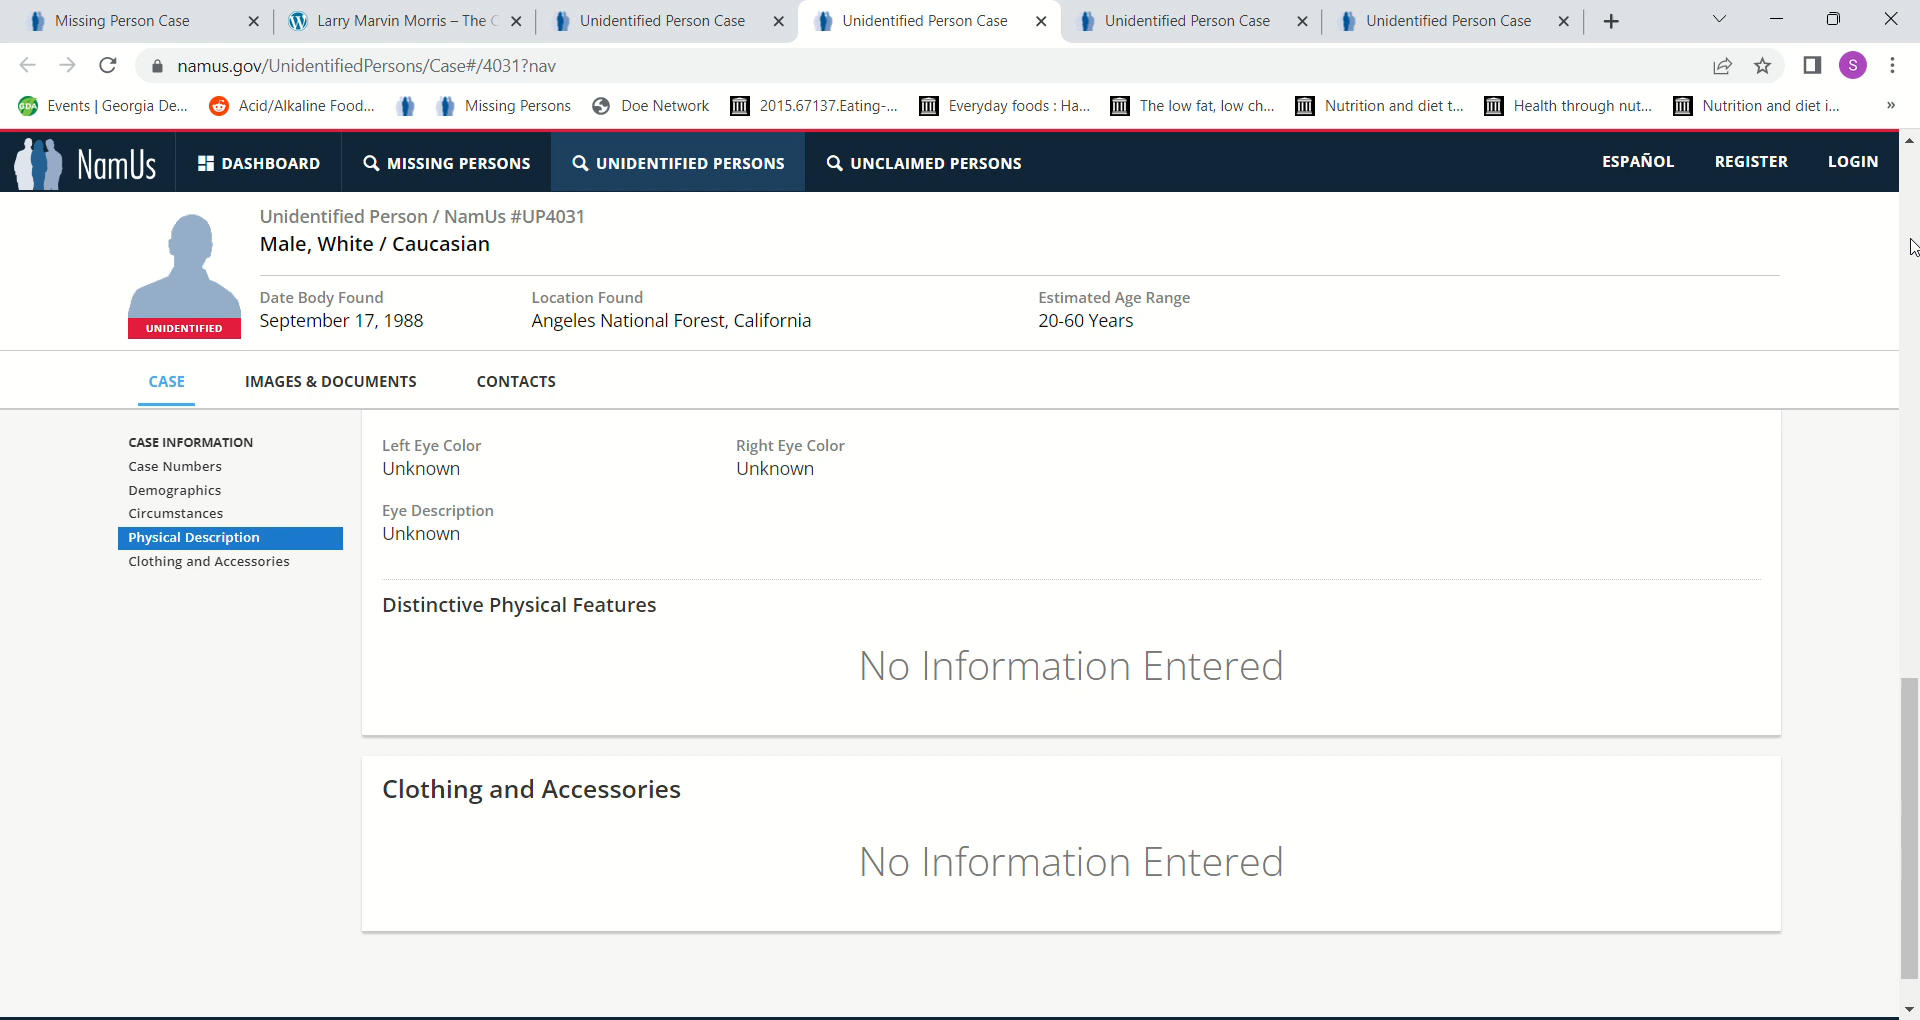 Missing Person Case
Larry Marvin Morris – The C
Unidentified Person Case
Unidentified Person Case
Unidentified Person Case
Unidentified Person Case
namus.gov/UnidentifiedPersons/Case#/4031?nav
S
GDA Events | Georgia De...
Acid/Alkaline Food...
Missing Persons
Doe Network
2015.67137.Eating-...
Everyday foods : Ha...
The low fat, low ch...
Nutrition and diet t...
Health through nut...
Nutrition and diet i...
»
NamUs
DASHBOARD
MISSING PERSONS
UNIDENTIFIED PERSONS
UNCLAIMED PERSONS
ESPAÑOL
REGISTER
LOGIN
UNIDENTIFIED
Unidentified Person / NamUs #UP4031
Male, White / Caucasian
Date Body Found
September 17, 1988
Location Found
Angeles National Forest, California
Estimated Age Range
20-60 Years
CASE
IMAGES & DOCUMENTS
CONTACTS
CASE INFORMATION
Case Numbers
Demographics
Circumstances
Physical Description
Clothing and Accessories
Left Eye Color
Unknown
Right Eye Color
Unknown
Eye Description
Unknown
Distinctive Physical Features
No Information Entered
Clothing and Accessories
No Information Entered